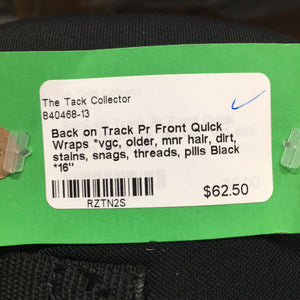 The Tack Collector
840468-13
Back on Track Pr Front Quick
Wraps *vgc, older, mnr hair, dirt,
stains, snags, threads, pills Black
*16"
$62.50
RZTN2S